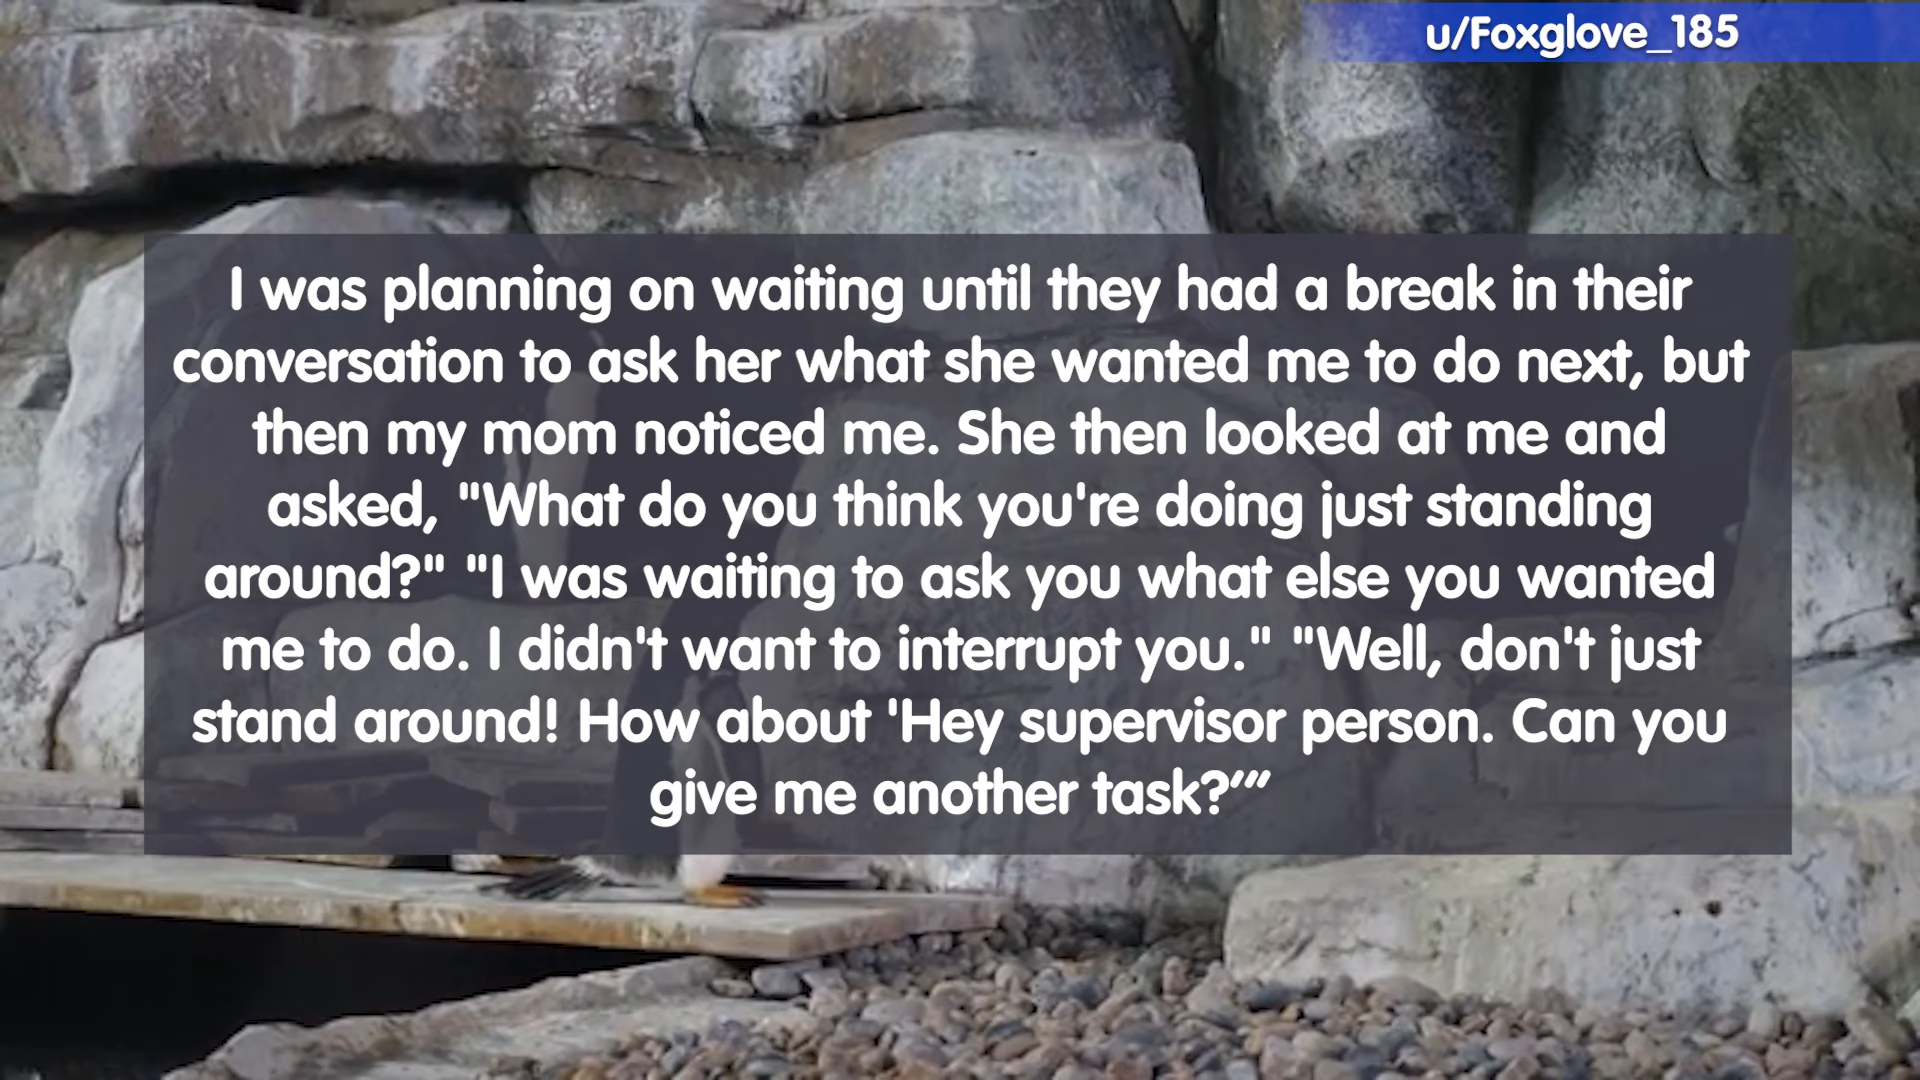 u/Foxglove_185
I was planning on waiting until they had a break in their
conversation to ask her what she wanted me to do next, but
then my mom noticed me. She then looked at me and
asked, "What do you think you're doing just standing
around?" "I was waiting to ask you what else you wanted
me to do. I didn't want to interrupt you." "Well, don't just
stand around! How about 'Hey supervisor person. Can you
give me another task?’”